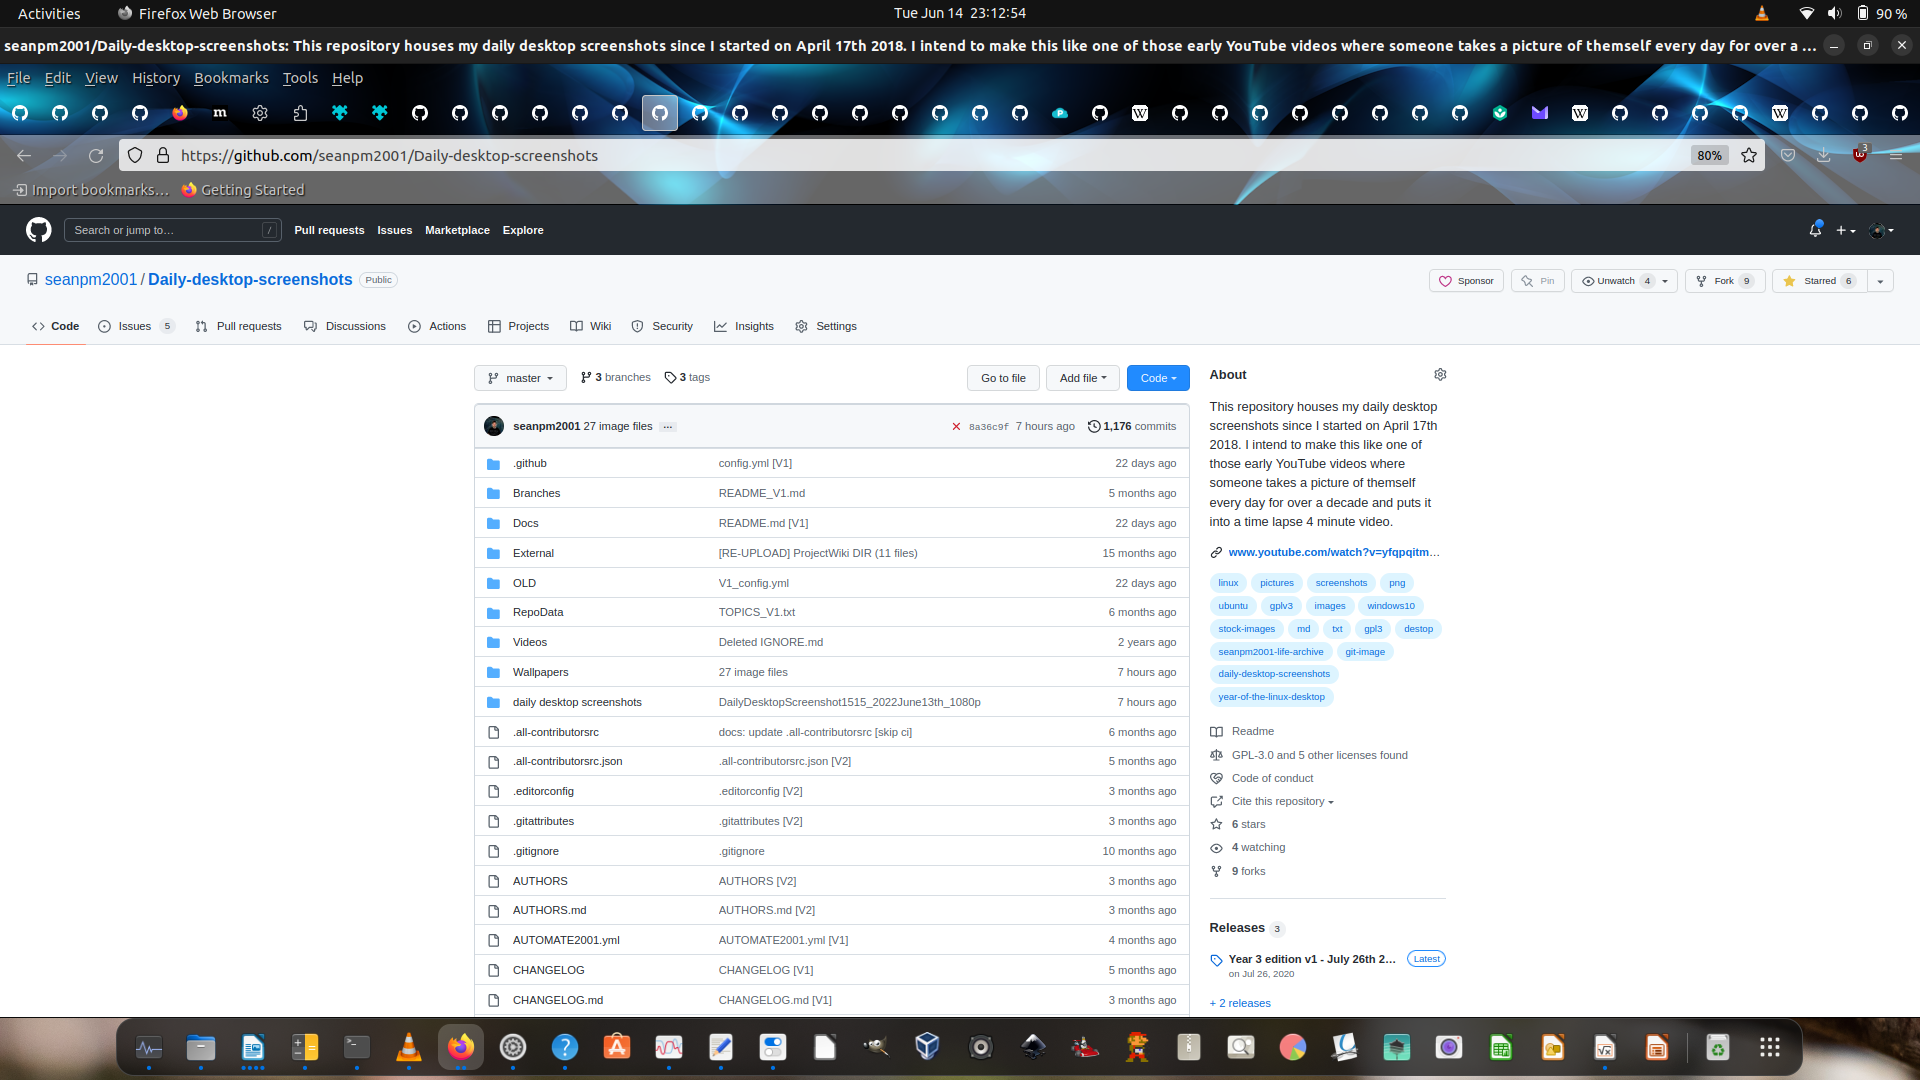 Activities
Firefox Web Browser
Tue Jun 14 23:12:54
90 %
seanpm2001/Daily-desktop-screenshots: This repository houses my daily desktop screenshots since I started on April 17th 2018. I intend to make this like one of those early YouTube videos where someone takes a picture of themself every day for over a ...
File Edit View History Bookmarks Tools Help
https://github.com/seanpm2001/Daily-desktop-screenshots
80%
3
Import bookmarks...
Getting Started
Search or jump to...
/
Pull requests Issues Marketplace Explore
seanpm2001 / Daily-desktop-screenshots
Public
Sponsor
Pin
Unwatch 4
Fork 9
Starred 6
Code
Issues 5
Pull requests
Discussions
Actions
Projects
Wiki
Security
Insights
Settings
master
3 branches
3 tags
Go to file
Add file
Code
seanpm2001 27 image files ...
8a36c9f 7 hours ago
1,176 commits
.github config.yml [V1] 22 days ago
Branches README_V1.md 5 months ago
Docs README.md [V1] 22 days ago
External [RE-UPLOAD] ProjectWiki DIR (11 files) 15 months ago
OLD V1_config.yml 22 days ago
RepoData TOPICS_V1.txt 6 months ago
Videos Deleted IGNORE.md 2 years ago
Wallpapers 27 image files 7 hours ago
daily desktop screenshots DailyDesktopScreenshot1515_2022June13th_1080p 7 hours ago
.all-contributorsrc docs: update .all-contributorsrc [skip ci] 6 months ago
.all-contributorsrc.json .all-contributorsrc.json [V2] 5 months ago
.editorconfig .editorconfig [V2] 3 months ago
.gitattributes .gitattributes [V2] 3 months ago
.gitignore .gitignore 10 months ago
AUTHORS AUTHORS [V2] 3 months ago
AUTHORS.md AUTHORS.md [V2] 3 months ago
AUTOMATE2001.yml AUTOMATE2001.yml [V1] 4 months ago
CHANGELOG CHANGELOG [V1] 5 months ago
CHANGELOG.md CHANGELOG.md [V1] 3 months ago
About
This repository houses my daily desktop
screenshots since I started on April 17th
2018. I intend to make this like one of
those early YouTube videos where
someone takes a picture of themself
every day for over a decade and puts it
into a time lapse 4 minute video.
www.youtube.com/watch?v=yfqpqitm...
linux pictures screenshots png
ubuntu gplv3 images windows10
stock-images md txt gpl3 destop
seanpm2001-life-archive git-image
daily-desktop-screenshots
year-of-the-linux-desktop
Readme
GPL-3.0 and 5 other licenses found
Code of conduct
Cite this repository
6 stars
4 watching
9 forks
Releases 3
Year 3 edition v1 - July 26th 2... Latest
on Jul 26, 2020
+ 2 releases